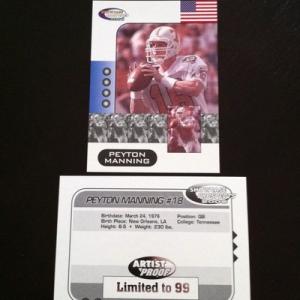 PEYTON
MANNING
PEYTON MANNING #18
Birthdate: March 24, 1976
Position: QB
Birth Place: New Orleans, LA
College: Tennessee
Height: 6-5 • Weight: 230 lbs.
ARTIST
PROOF
Limited to 99